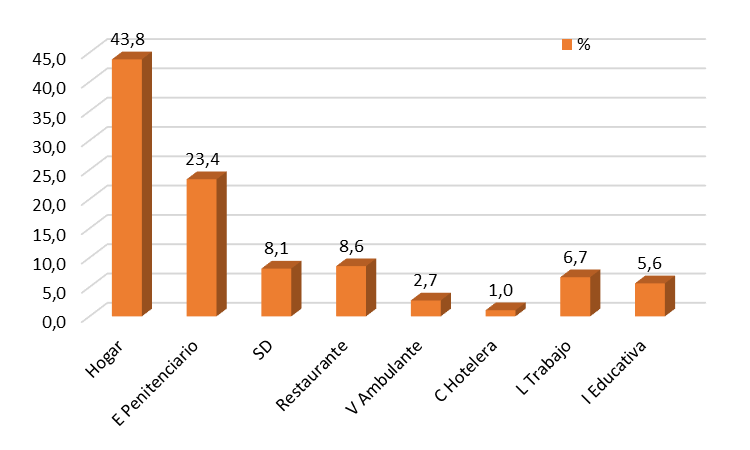 %
43,8
23,4
8,1
8,6
2,7
1,0
6,7
5,6
45,0
40,0
35,0
30,0
25,0
20,0
15,0
10,0
5,0
0,0
Hogar
E Penitenciario
SD
Restaurante
V Ambulante
C Hotelera
L Trabajo
I Educativa